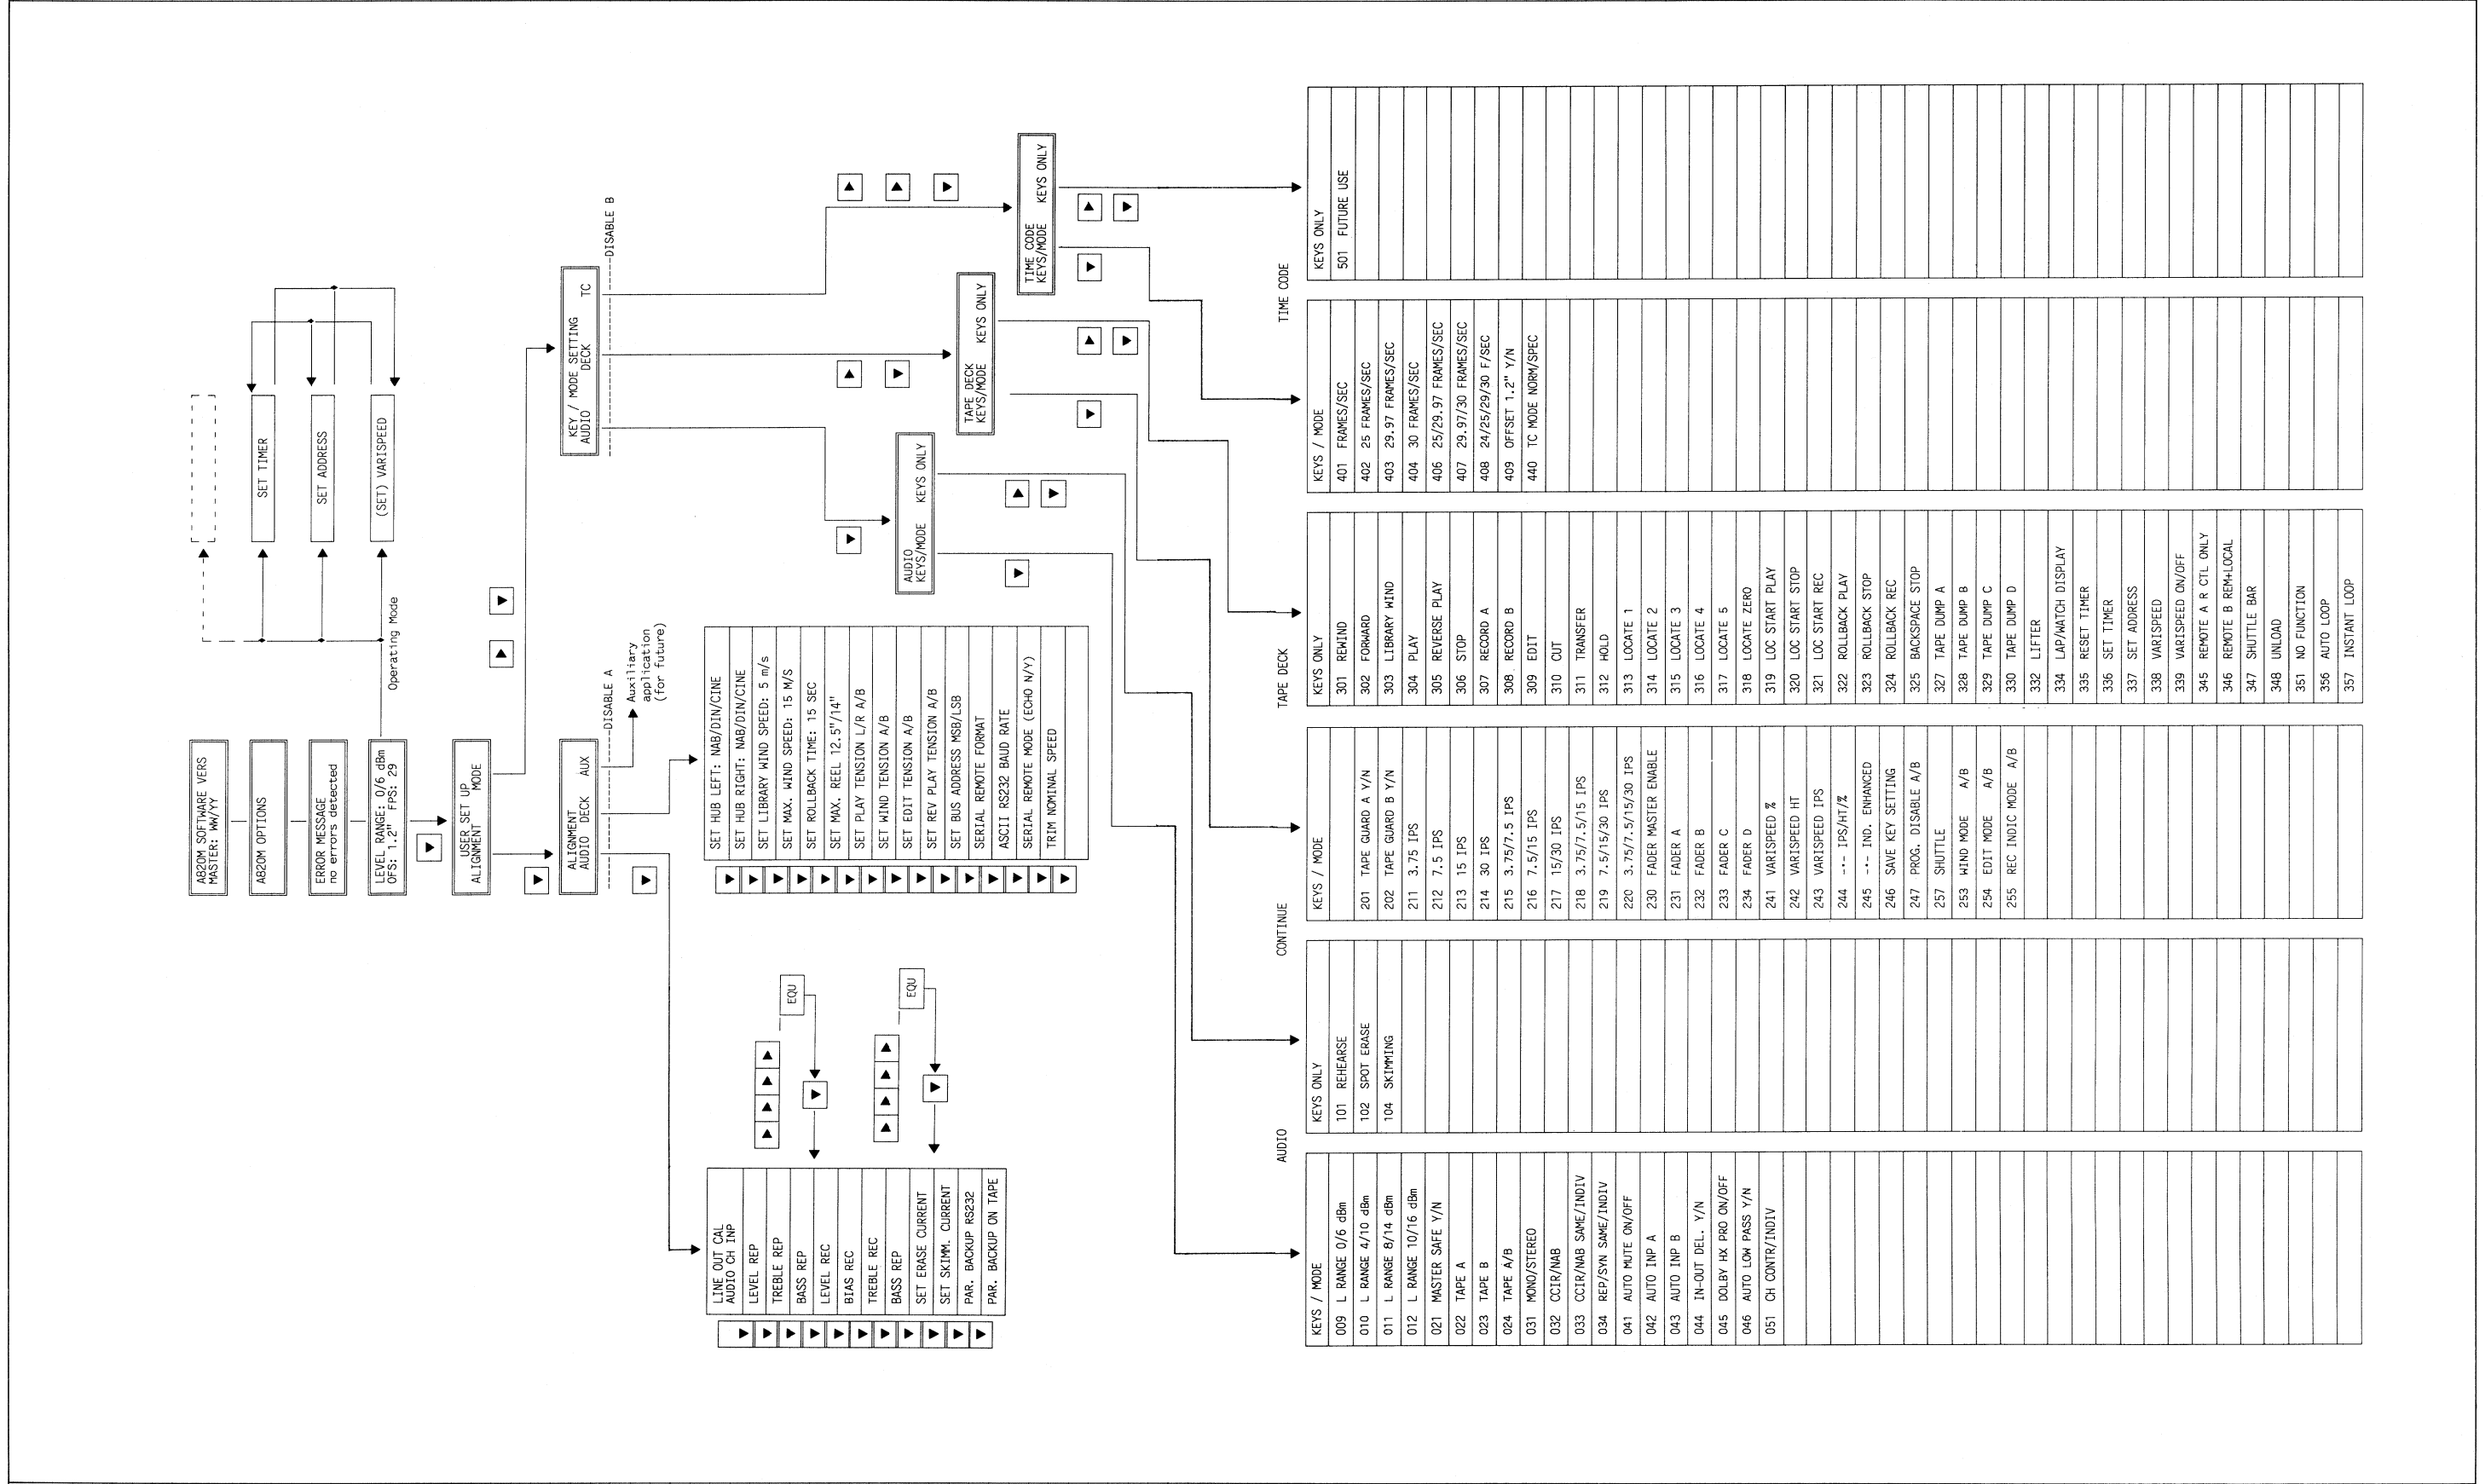 A820M SOFTWARE VERS
MASTER: WW/YY
A820M OPTIONS
ERROR MESSAGE
no errors detected
LEVEL RANGE: 0/6 dBm
OFS: 1.2" FPS: 29
Operating Mode
SET TIMER
SET ADDRESS
(SET) VARISPEED
USER SET UP
ALIGNMENT MODE
ALIGNMENT
AUDIO DECK AUX
DISABLE A
Auxiliary
application
(for future)
KEY / MODE SETTING
AUDIO DECK TC
DISABLE B
AUDIO
KEYS/MODE KEYS ONLY
TAPE DECK
KEYS/MODE KEYS ONLY
TIME CODE
KEYS/MODE KEYS ONLY
LINE OUT CAL
AUDIO CH INP
LEVEL REP
TREBLE REP
BASS REP
LEVEL REC
BIAS REC
TREBLE REC
BASS REP
SET ERASE CURRENT
SET SKIMM. CURRENT
PAR. BACKUP RS232
PAR. BACKUP ON TAPE
EQU
EQU
SET HUB LEFT: NAB/DIN/CINE
SET HUB RIGHT: NAB/DIN/CINE
SET LIBRARY WIND SPEED: 5 m/s
SET MAX. WIND SPEED: 15 M/S
SET ROLLBACK TIME: 15 SEC
SET MAX. REEL 12.5"/14"
SET PLAY TENSION L/R A/B
SET WIND TENSION A/B
SET EDIT TENSION A/B
SET REV PLAY TENSION A/B
SET BUS ADDRESS MSB/LSB
SERIAL REMOTE FORMAT
ASCII RS232 BAUD RATE
SERIAL REMOTE MODE (ECHO N/Y)
TRIM NOMINAL SPEED
AUDIO
KEYS / MODE
009 L RANGE 0/6 dBm
010 L RANGE 4/10 dBm
011 L RANGE 8/14 dBm
012 L RANGE 10/16 dBm
021 MASTER SAFE Y/N
022 TAPE A
023 TAPE B
024 TAPE A/B
031 MONO/STEREO
032 CCIR/NAB
033 CCIR/NAB SAME/INDIV
034 REP/SYN SAME/INDIV
041 AUTO MUTE ON/OFF
042 AUTO INP A
043 AUTO INP B
044 IN-OUT DEL. Y/N
045 DOLBY HX PRO ON/OFF
046 AUTO LOW PASS Y/N
051 CH CONTR/INDIV
KEYS ONLY
101 REHEARSE
102 SPOT ERASE
104 SKIMMING
CONTINUE
KEYS / MODE
201 TAPE GUARD A Y/N
202 TAPE GUARD B Y/N
211 3.75 IPS
212 7.5 IPS
213 15 IPS
214 30 IPS
215 3.75/7.5 IPS
216 7.5/15 IPS
217 15/30 IPS
218 3.75/7.5/15 IPS
219 7.5/15/30 IPS
220 3.75/7.5/15/30 IPS
230 FADER MASTER ENABLE
231 FADER A
232 FADER B
233 FADER C
234 FADER D
241 VARISPEED %
242 VARISPEED HT
243 VARISPEED IPS
244 -"- IPS/HT/%
245 -"- IND. ENHANCED
246 SAVE KEY SETTING
247 PROG. DISABLE A/B
257 SHUTTLE
253 WIND MODE A/B
254 EDIT MODE A/B
255 REC INDIC MODE A/B
TAPE DECK
KEYS ONLY
301 REWIND
302 FORWARD
303 LIBRARY WIND
304 PLAY
305 REVERSE PLAY
306 STOP
307 RECORD A
308 RECORD B
309 EDIT
310 CUT
311 TRANSFER
312 HOLD
313 LOCATE 1
314 LOCATE 2
315 LOCATE 3
316 LOCATE 4
317 LOCATE 5
318 LOCATE ZERO
319 LOC START PLAY
320 LOC START STOP
321 LOC START REC
322 ROLLBACK PLAY
323 ROLLBACK STOP
324 ROLLBACK REC
325 BACKSPACE STOP
327 TAPE DUMP A
328 TAPE DUMP B
329 TAPE DUMP C
330 TAPE DUMP D
332 LIFTER
334 LAP/WATCH DISPLAY
335 RESET TIMER
336 SET TIMER
337 SET ADDRESS
338 VARISPEED
339 VARISPEED ON/OFF
345 REMOTE A R CTL ONLY
346 REMOTE B REM+LOCAL
347 SHUTTLE BAR
348 UNLOAD
351 NO FUNCTION
356 AUTO LOOP
357 INSTANT LOOP
TIME CODE
KEYS / MODE
401 FRAMES/SEC
402 25 FRAMES/SEC
403 29.97 FRAMES/SEC
404 30 FRAMES/SEC
406 25/29.97 FRAMES/SEC
407 29.97/30 FRAMES/SEC
408 24/25/29/30 F/SEC
409 OFFSET 1.2" Y/N
440 TC MODE NORM/SPEC
KEYS ONLY
501 FUTURE USE